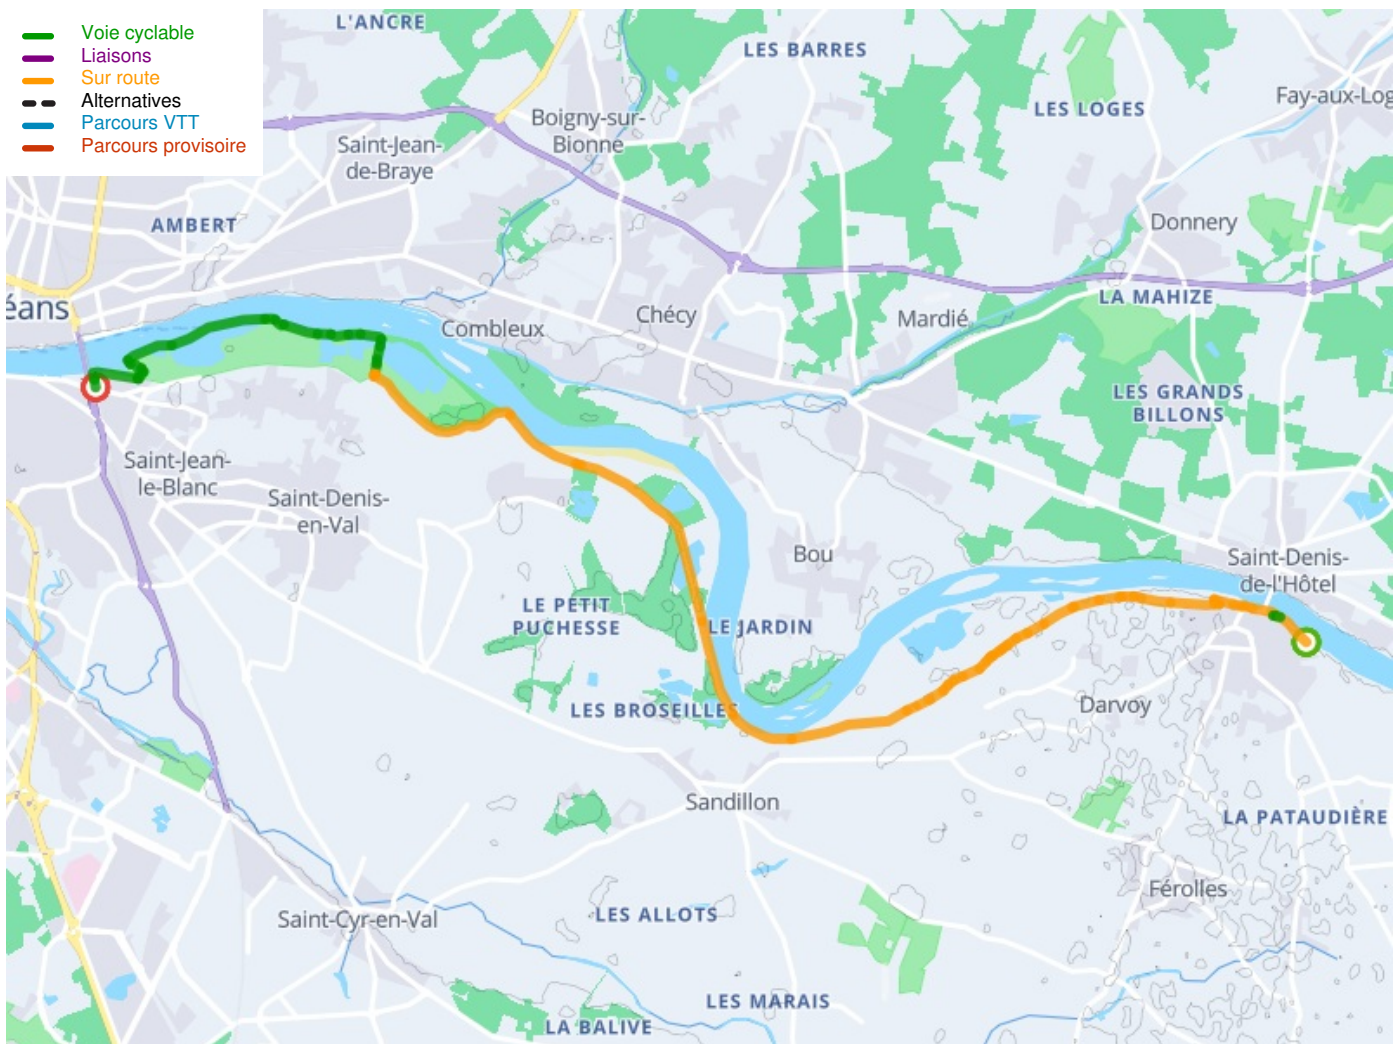 Voie cyclable
Liaisons
Sur route
Alternatives
Parcours VTT
Parcours provisoire
L'ANCRE
LES BARRES
LES LOGES
Fay-aux-Log
Boigny-sur-
Bionne
Saint-Jean-
de-Braye
AMBERT
Donnery
LA MAHIZE
éans
Combleux
Chécy
Mardié
LES GRANDS
BILLONS
Saint-Jean-
le-Blanc
Saint-Denis-
en-Val
Bou
Saint-Denis-
de-l'Hôtel
LE PETIT
PUCHESSE
LE JARDIN
LES BROSEILLES
Darvoy
Sandillon
LA PATAUDIÈRE
Férolles
Saint-Cyr-en-Val
LES ALLOTS
LES MARAIS
LA BALIVE